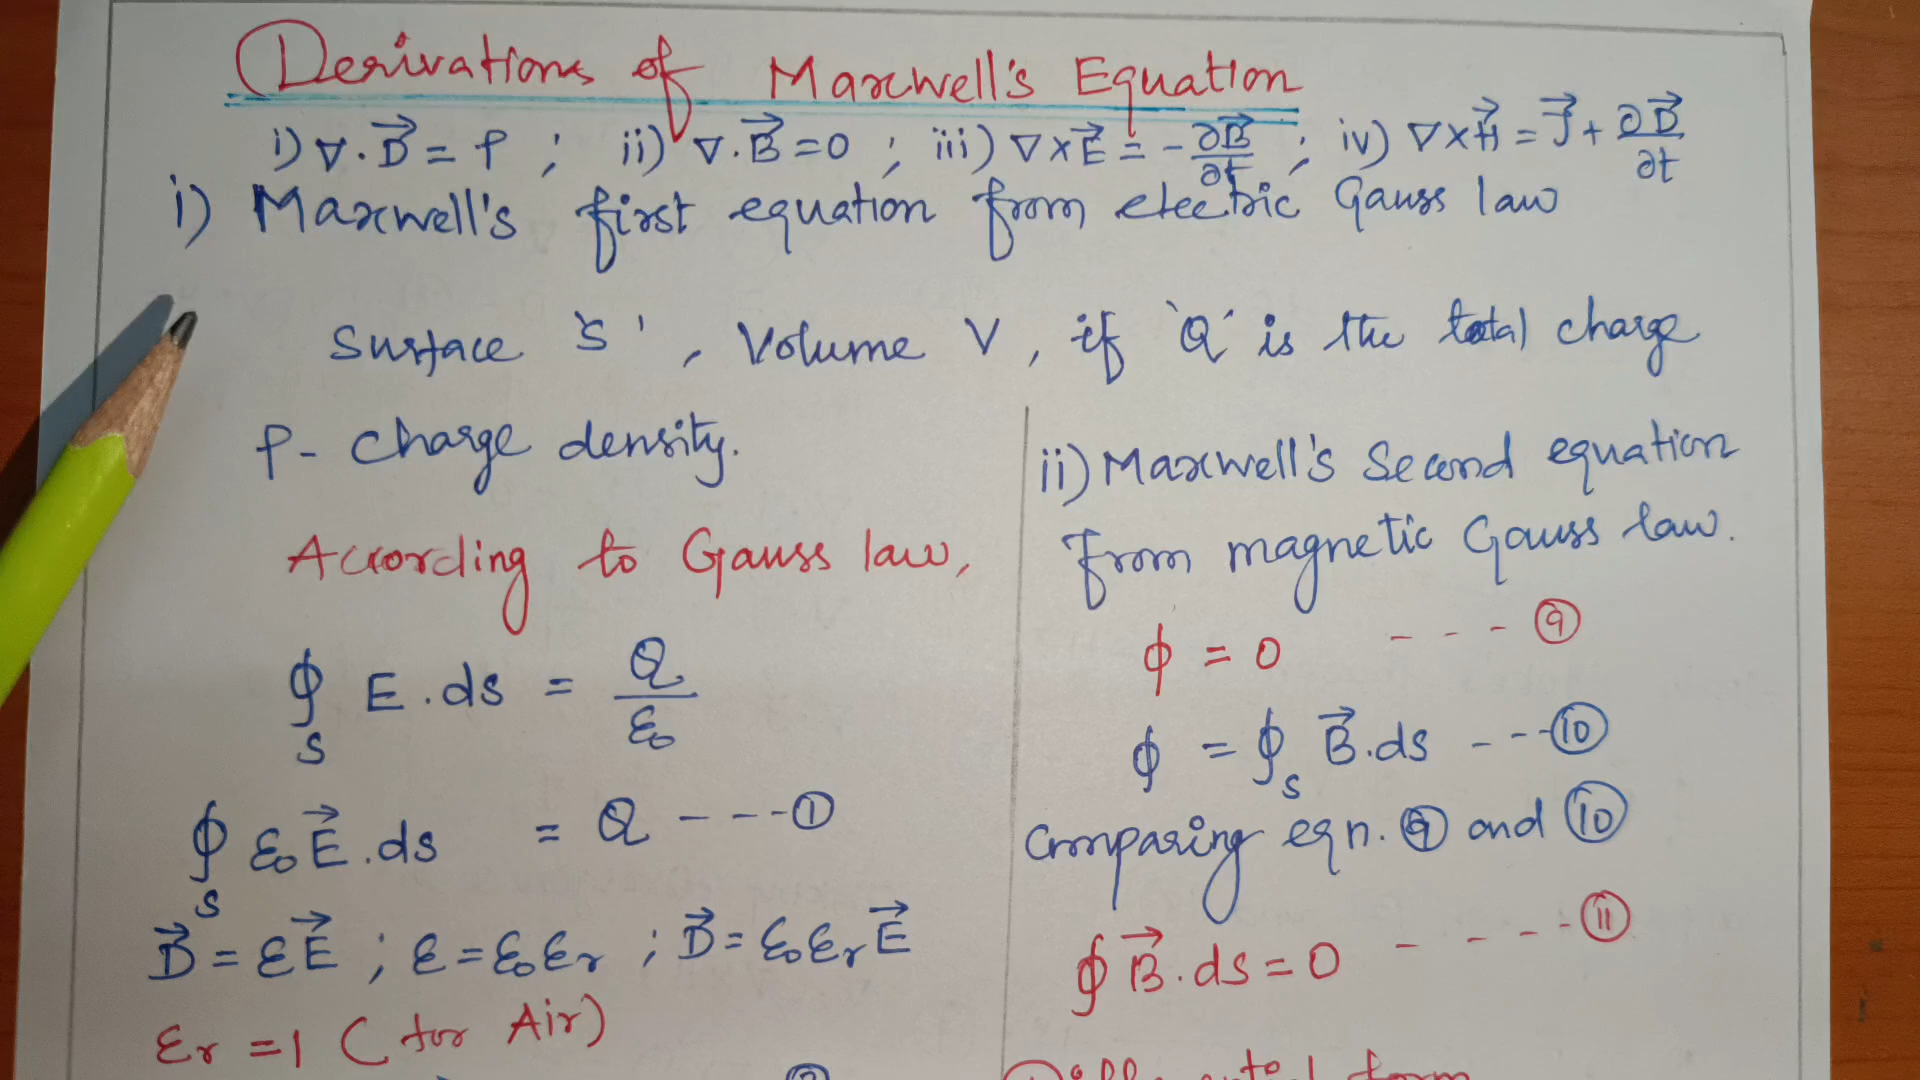 Derivations of Maxwell's Equation
i) ∇.D⃗ = ρ ; ii) ∇.B⃗ = 0 ; iii) ∇×E⃗ = -∂B⃗/∂t ; iv) ∇×H⃗ = J⃗ + ∂D⃗/∂t
i) Maxwell's first equation from electric Gauss law
Surface 'S', Volume V, if 'Q' is the total charge
ρ - charge density.
According to Gauss law,
∮_S E.ds = Q/ε₀
∮_S ε₀E⃗.ds = Q ---①
D⃗ = εE⃗ ; ε = ε₀εr ; D⃗ = ε₀εrE⃗
εr = 1 (for Air)
ii) Maxwell's Second equation
from magnetic Gauss law.
ϕ = 0 ---⑨
ϕ = ∮_S B⃗.ds ---⑩
Comparing eqn. ⑨ and ⑩
∮ B⃗.ds = 0 ----⑪